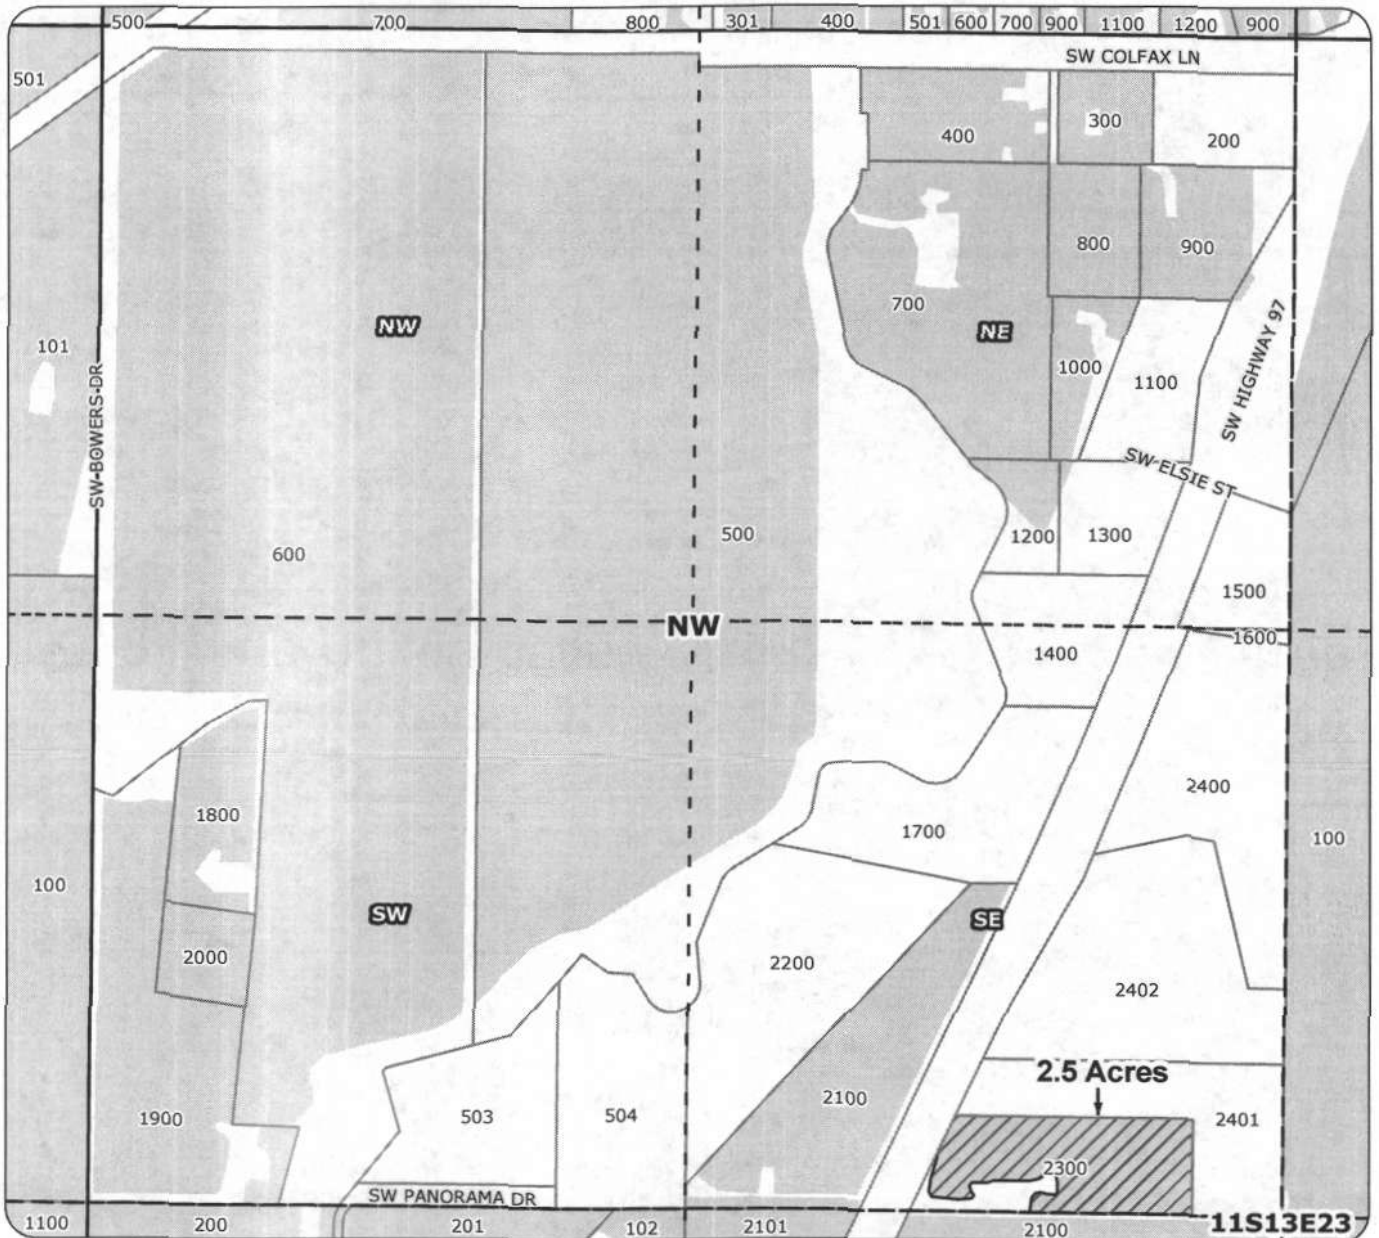 500 700 800 301 400 501 600 700 900 1100 1200 900
SW COLFAX LN
501
400 300 200
800 900
700
NW NE
101
1000 1100
SW HIGHWAY 97
SW BOWERS DR
SW ELSIE ST
600 500 1200 1300
1500
NW
1600
1400
2400
1800
1700
100
100
SW SE
2000 2200
2402
2.5 Acres
2100
503 504
1900
2401
2300
SW PANORAMA DR
1100 200 201 102 2101 2100
11S13E23